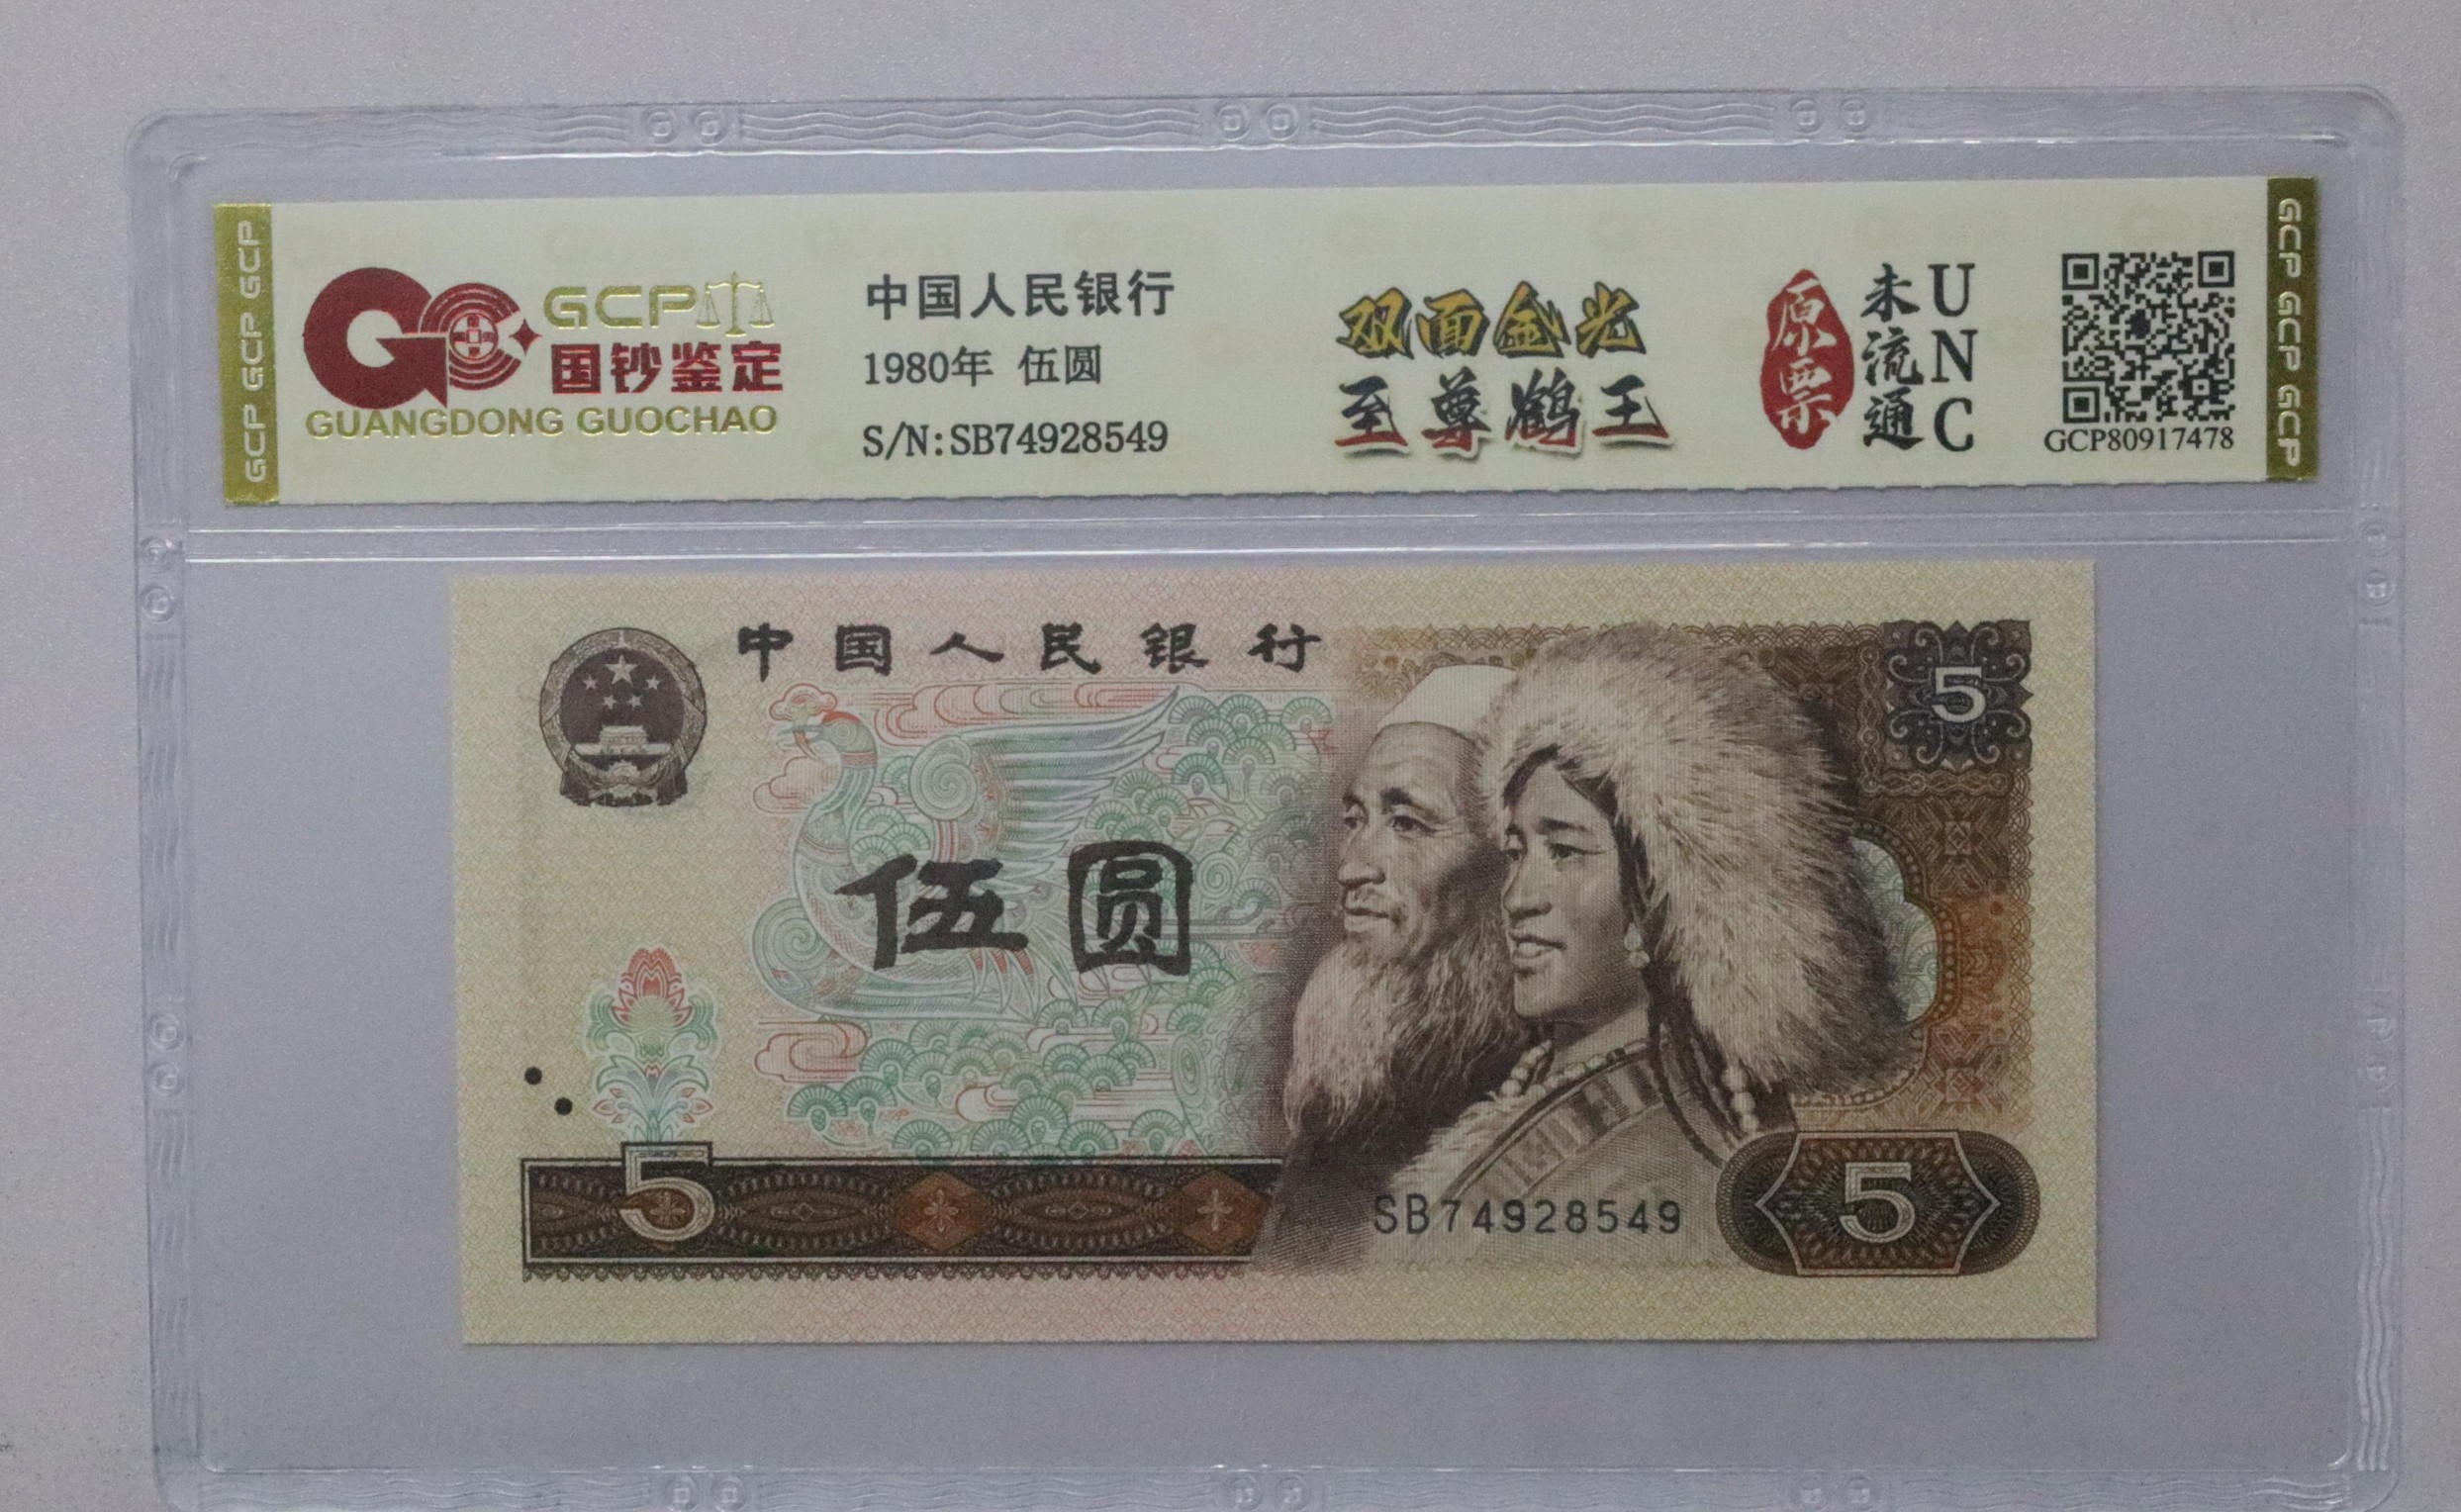 GCP GCP GCP
GCP
国钞鉴定
GUANGDONG GUOCHAO
中国人民银行
1980年 伍圆
S/N:SB74928549
双面金光
至尊鹤王
原票
未流通
UNC
GCP80917478
GCP GCP GCP
中国人民银行
5
伍圆
5
SB74928549
5